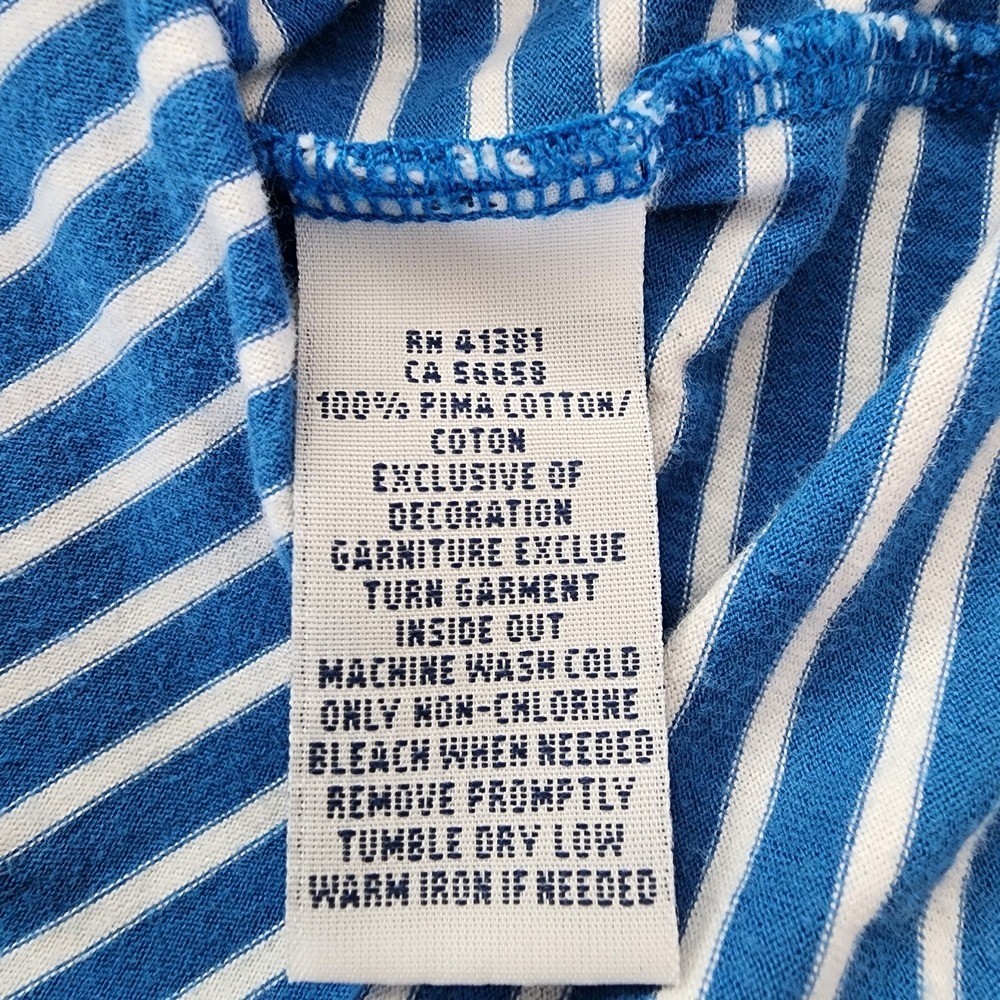 RN 41381
CA 56658
100% PIMA COTTON/
COTON
EXCLUSIVE OF
DECORATION
GARNITURE EXCLUE
TURN GARMENT
INSIDE OUT
MACHINE WASH COLD
ONLY NON-CHLORINE
BLEACH WHEN NEEDED
REMOVE PROMPTLY
TUMBLE DRY LOW
WARM IRON IF NEEDED